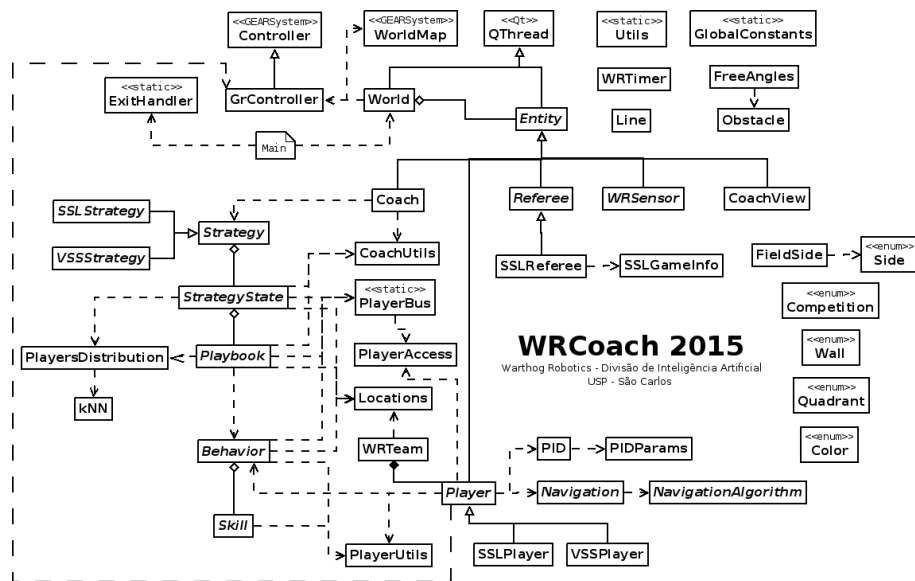 <<GEARSystem>>
Controller
<<GEARSystem>>
WorldMap
<<Qt>>
QThread
<<static>>
Utils
<<static>>
GlobalConstants
<<static>>
ExitHandler
GrController
World
Entity
WRTimer
FreeAngles
Line
Obstacle
Main
SSLStrategy
VSSStrategy
Strategy
Coach
CoachUtils
Referee
WRSensor
CoachView
SSLReferee
SSLGameInfo
FieldSide
<<enum>>
Side
StrategyState
<<static>>
PlayerBus
<<enum>>
Competition
PlayersDistribution
Playbook
PlayerAccess
WRCoach 2015
Warthog Robotics - Divisão de Inteligência Artificial
USP - São Carlos
<<enum>>
Wall
kNN
Locations
<<enum>>
Quadrant
Behavior
WRTeam
PID
PIDParams
<<enum>>
Color
Player
Navigation
NavigationAlgorithm
Skill
PlayerUtils
SSLPlayer
VSSPlayer